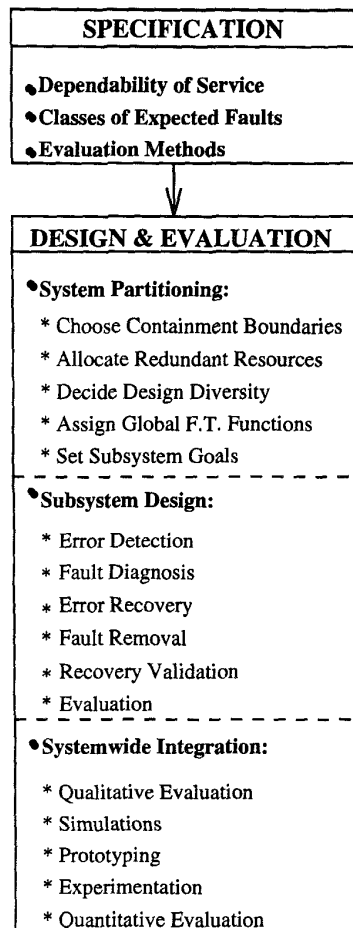 SPECIFICATION
•Dependability of Service
•Classes of Expected Faults
•Evaluation Methods
DESIGN & EVALUATION
•System Partitioning:
* Choose Containment Boundaries
* Allocate Redundant Resources
* Decide Design Diversity
* Assign Global F.T. Functions
* Set Subsystem Goals
•Subsystem Design:
* Error Detection
* Fault Diagnosis
* Error Recovery
* Fault Removal
* Recovery Validation
* Evaluation
•Systemwide Integration:
* Qualitative Evaluation
* Simulations
* Prototyping
* Experimentation
* Quantitative Evaluation